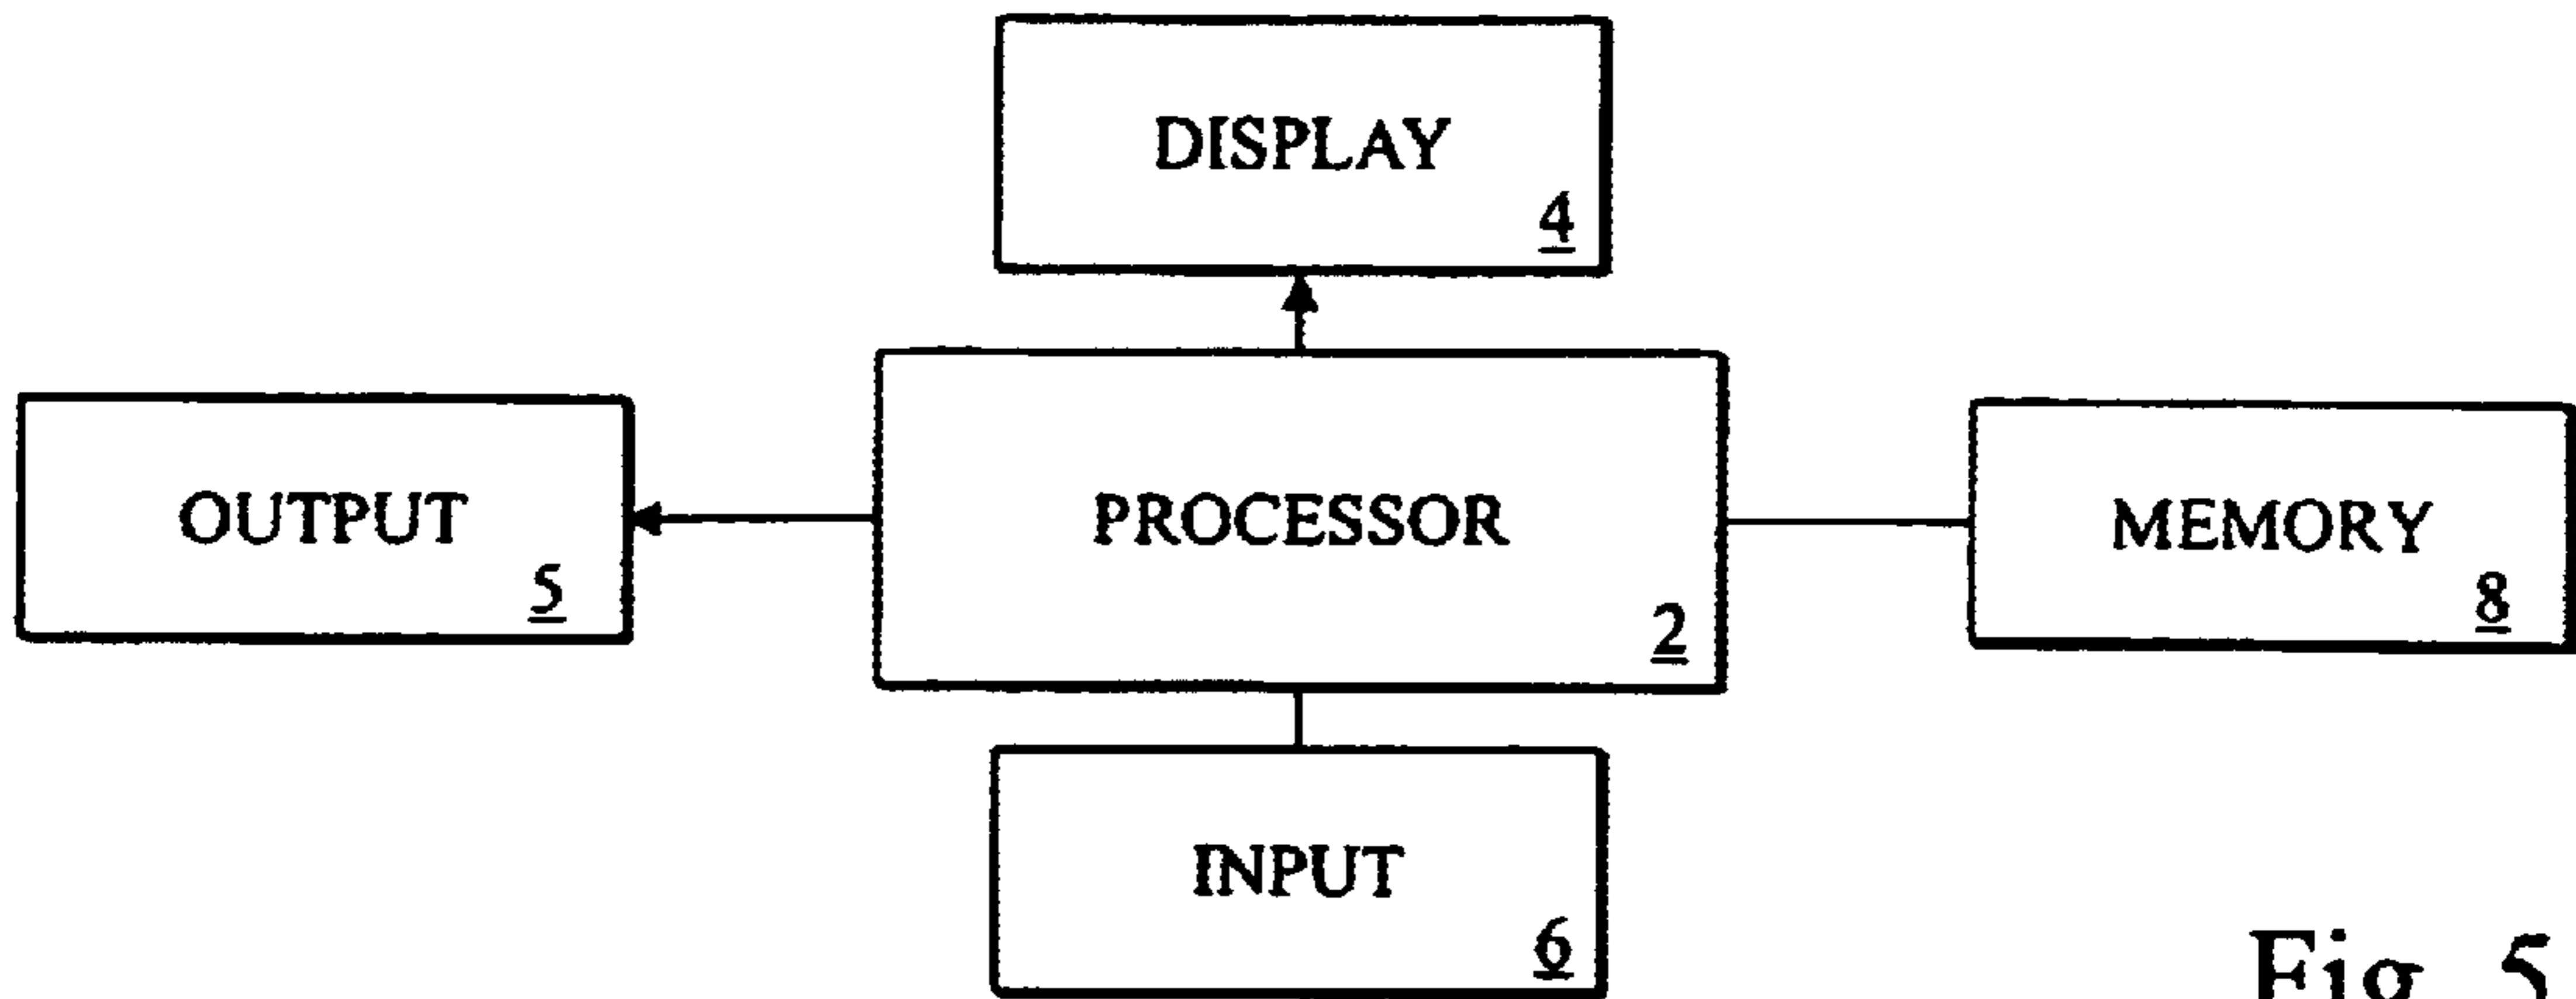 DISPLAY
4
OUTPUT
5
PROCESSOR
2
MEMORY
8
INPUT
6
Fig 5